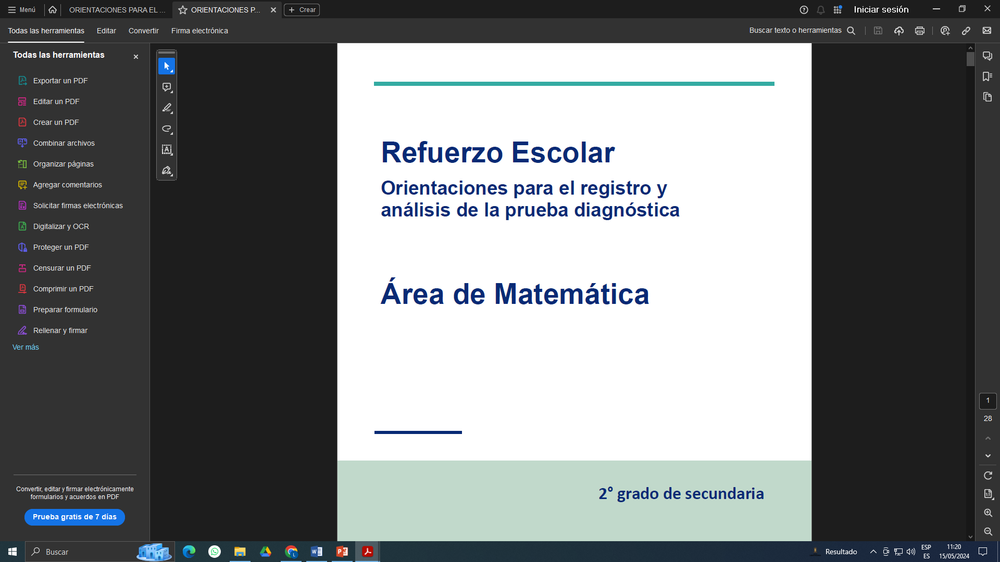 Menú
ORIENTACIONES PARA EL ...
ORIENTACIONES P...
Crear
Iniciar sesión
Todas las herramientas
Editar
Convertir
Firma electrónica
Buscar texto o herramientas
Todas las herramientas
Exportar un PDF
Editar un PDF
Crear un PDF
Combinar archivos
Organizar páginas
Agregar comentarios
Solicitar firmas electrónicas
Digitalizar y OCR
Proteger un PDF
Censurar un PDF
Comprimir un PDF
Preparar formulario
Rellenar y firmar
Ver más
Convertir, editar y firmar electrónicamente
formularios y acuerdos en PDF
Prueba gratis de 7 días
Refuerzo Escolar
Orientaciones para el registro y
análisis de la prueba diagnóstica
Área de Matemática
2° grado de secundaria
1
28
Buscar
Resultado
ESP
ES
11:20
15/05/2024